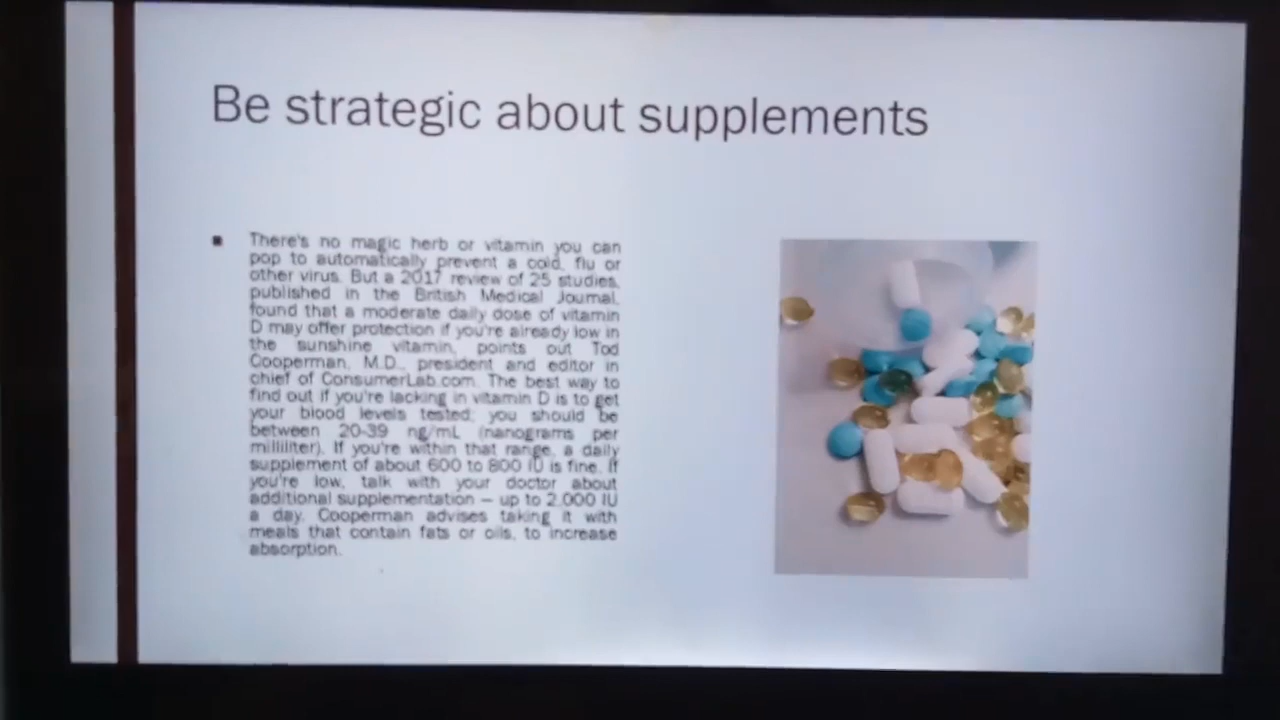 Be strategic about supplements
There's no magic herb or vitamin you can
pop to automatically prevent a cold, flu or
other virus. But a 2017 review of 25 studies,
published in the British Medical Journal,
found that a moderate daily dose of vitamin
D may offer protection if you're already low in
the sunshine vitamin, points out Tod
Cooperman, M.D., president and editor in
chief of ConsumerLab.com. The best way to
find out if you're lacking in vitamin D is to get
your blood levels tested; you should be
between 20-39 ng/mL (nanograms per
milliliter). If you're within that range, a daily
supplement of about 600 to 800 IU is fine. If
you're low, talk with your doctor about
additional supplementation — up to 2,000 IU
a day. Cooperman advises taking it with
meals that contain fats or oils, to increase
absorption.